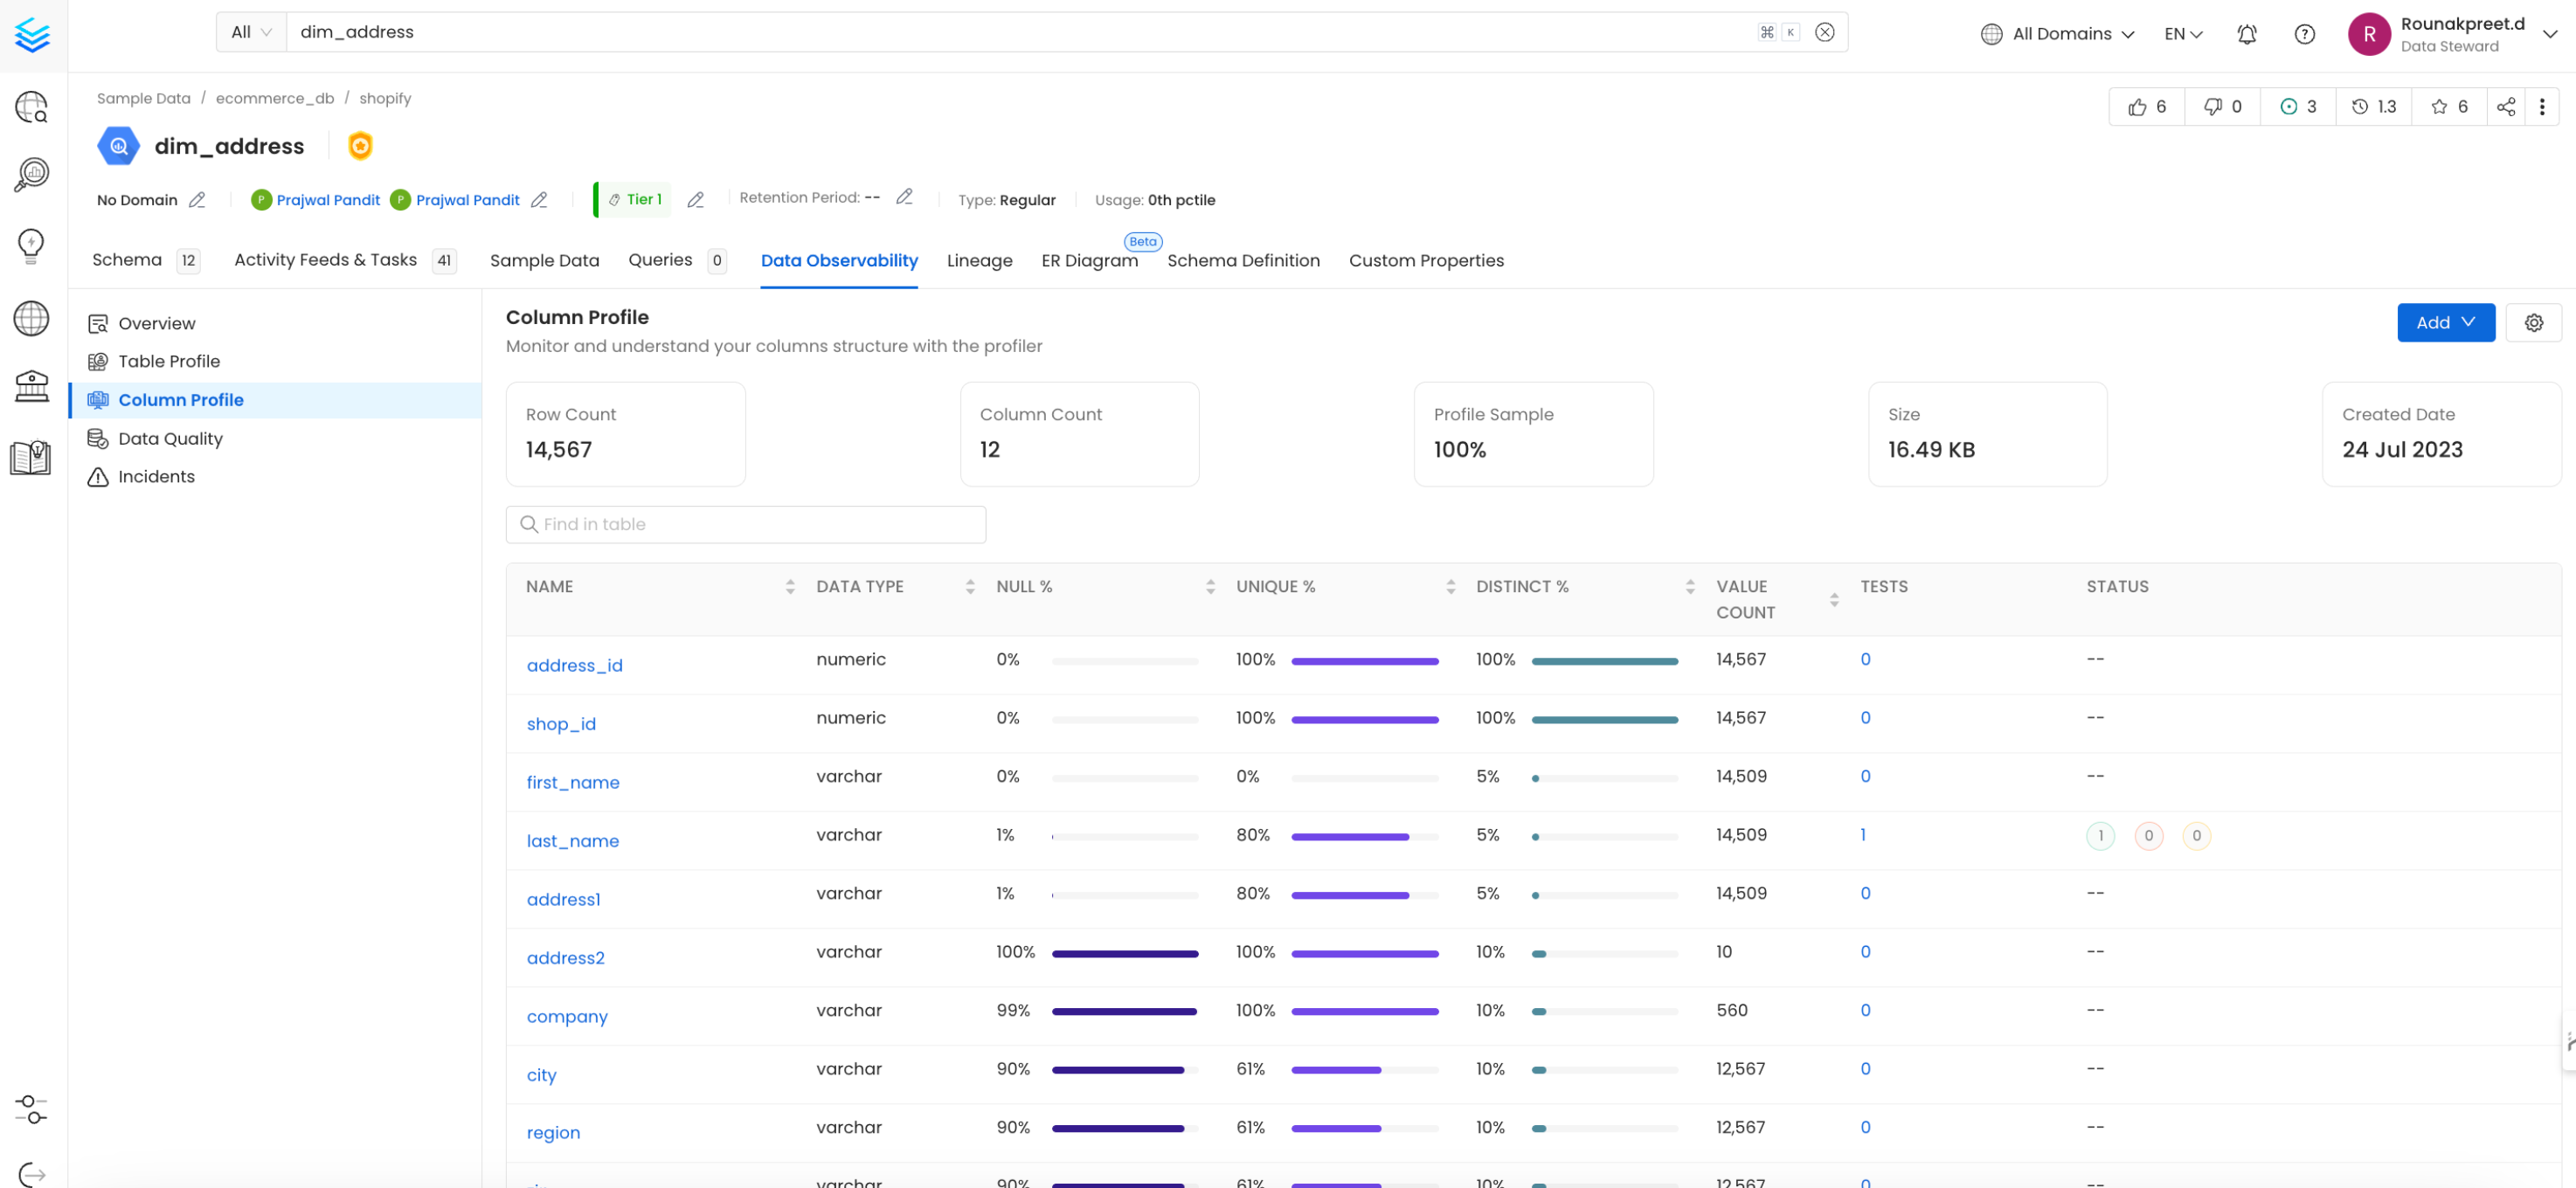 All dim_address ⌘ K All Domains EN R Rounakpreet.d
Data Steward
Sample Data / ecommerce_db / shopify
6 0 3 1.3 6
dim_address
No Domain P Prajwal Pandit P Prajwal Pandit Tier 1 Retention Period: -- Type: Regular Usage: 0th pctile
Beta
Schema 12 Activity Feeds & Tasks 41 Sample Data Queries 0 Data Observability Lineage ER Diagram Schema Definition Custom Properties
Overview
Table Profile
Column Profile
Data Quality
Incidents
Column Profile
Monitor and understand your columns structure with the profiler
Add
Row Count
14,567
Column Count
12
Profile Sample
100%
Size
16.49 KB
Created Date
24 Jul 2023
Find in table
NAME DATA TYPE NULL % UNIQUE % DISTINCT % VALUE COUNT TESTS STATUS
address_id numeric 0% 100% 100% 14,567 0 --
shop_id numeric 0% 100% 100% 14,567 0 --
first_name varchar 0% 0% 5% 14,509 0 --
last_name varchar 1% 80% 5% 14,509 1 1 0 0
address1 varchar 1% 80% 5% 14,509 0 --
address2 varchar 100% 100% 10% 10 0 --
company varchar 99% 100% 10% 560 0 --
city varchar 90% 61% 10% 12,567 0 --
region varchar 90% 61% 10% 12,567 0 --
varchar 90% 61% 10% 12,567 0 --